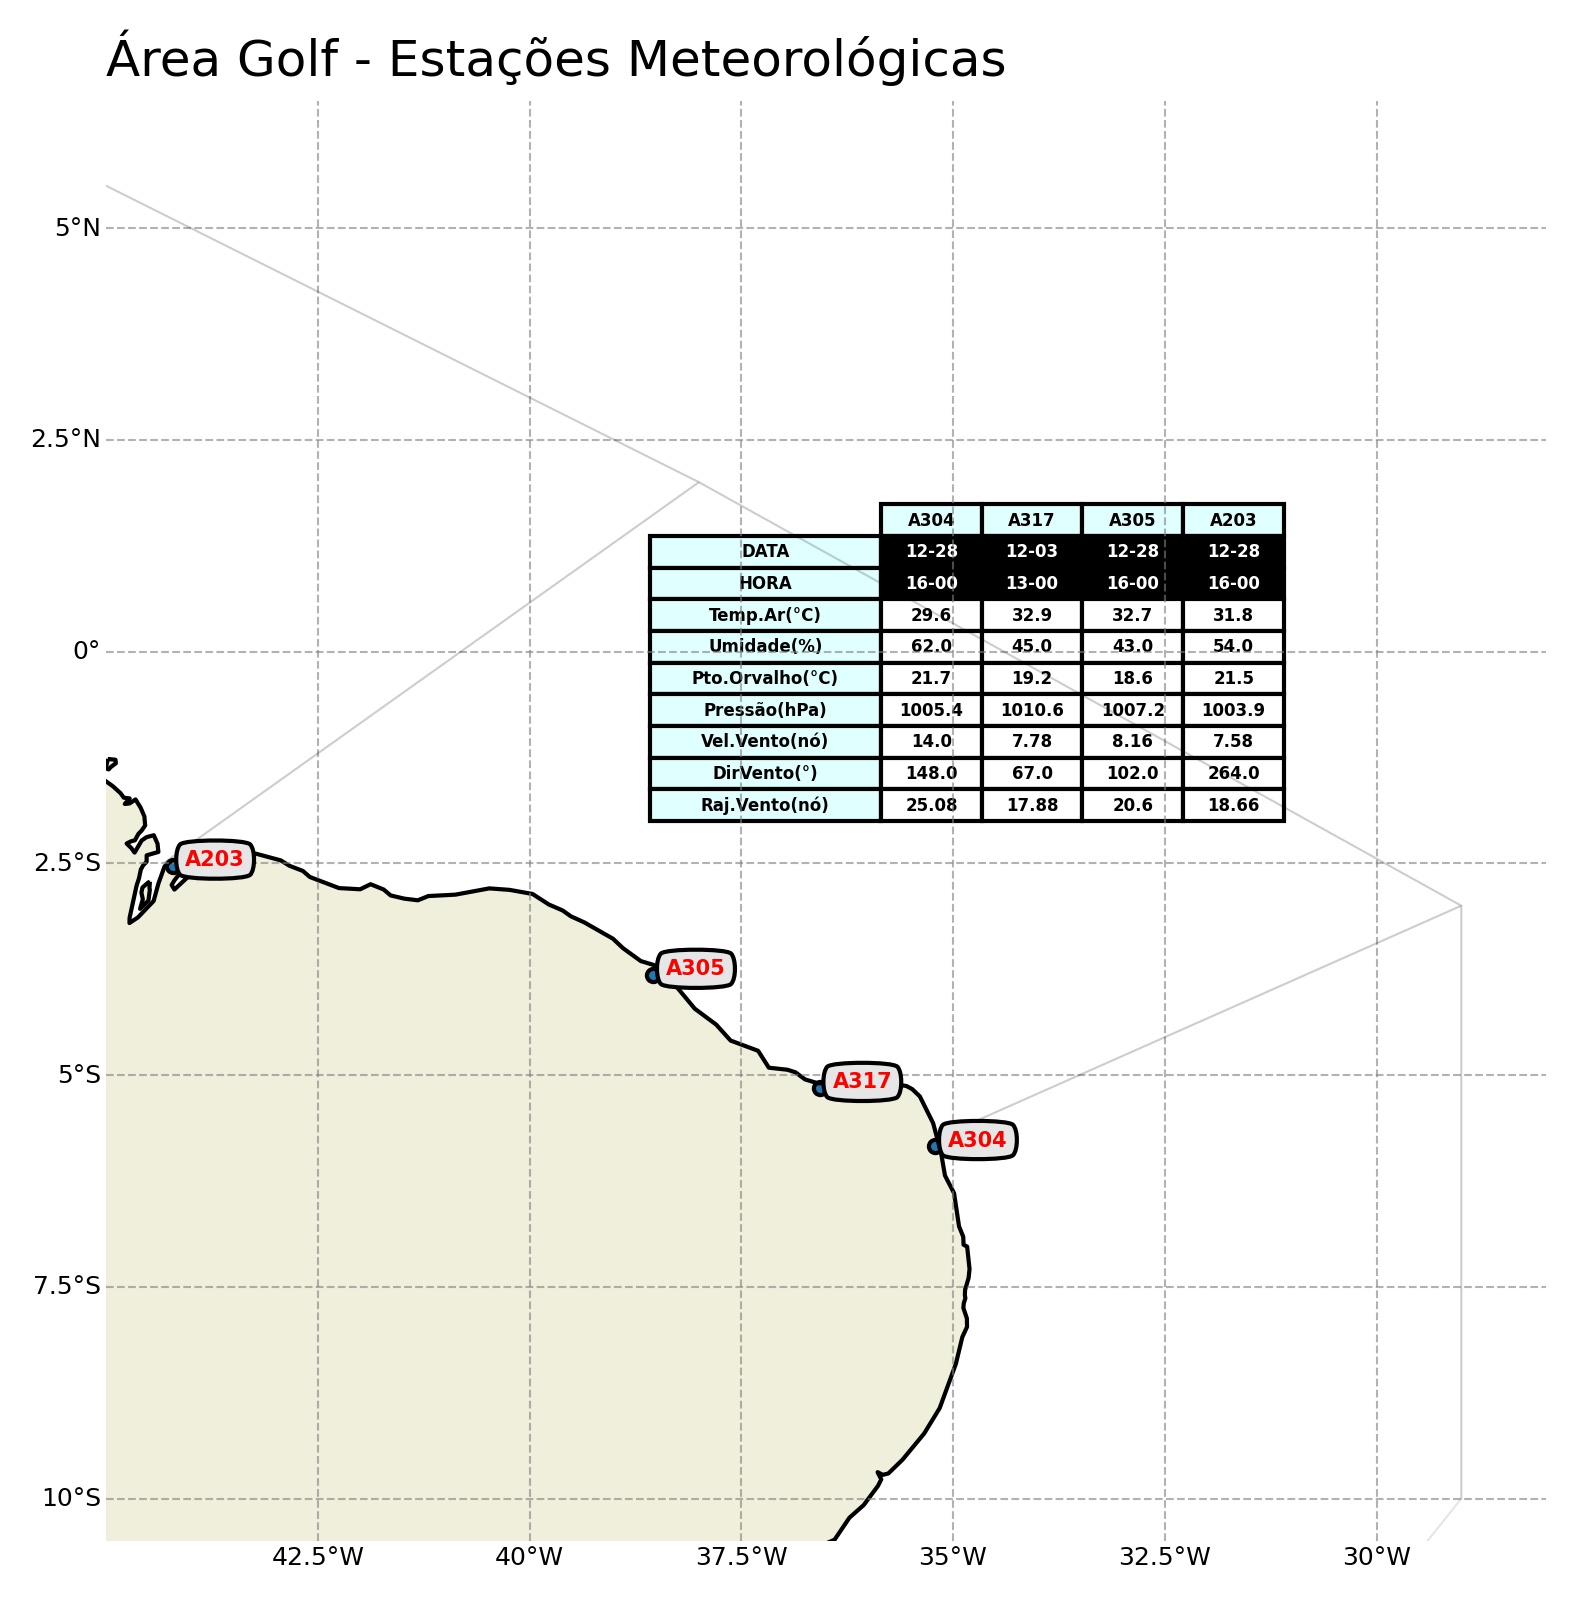 Área Golf - Estações Meteorológicas
5°N
2.5°N
A304 A317 A305 A203
DATA 12-28 12-03 12-28 12-28
HORA 16-00 13-00 16-00 16-00
Temp.Ar(°C) 29.6 32.9 32.7 31.8
0°
Umidade(%) 62.0 45.0 43.0 54.0
Pto.Orvalho(°C) 21.7 19.2 18.6 21.5
Pressão(hPa) 1005.4 1010.6 1007.2 1003.9
Vel.Vento(nó) 14.0 7.78 8.16 7.58
DirVento(°) 148.0 67.0 102.0 264.0
Raj.Vento(nó) 25.08 17.88 20.6 18.66
A203
2.5°S
A305
5°S
A317
A304
7.5°S
10°S
42.5°W 40°W 37.5°W 35°W 32.5°W 30°W